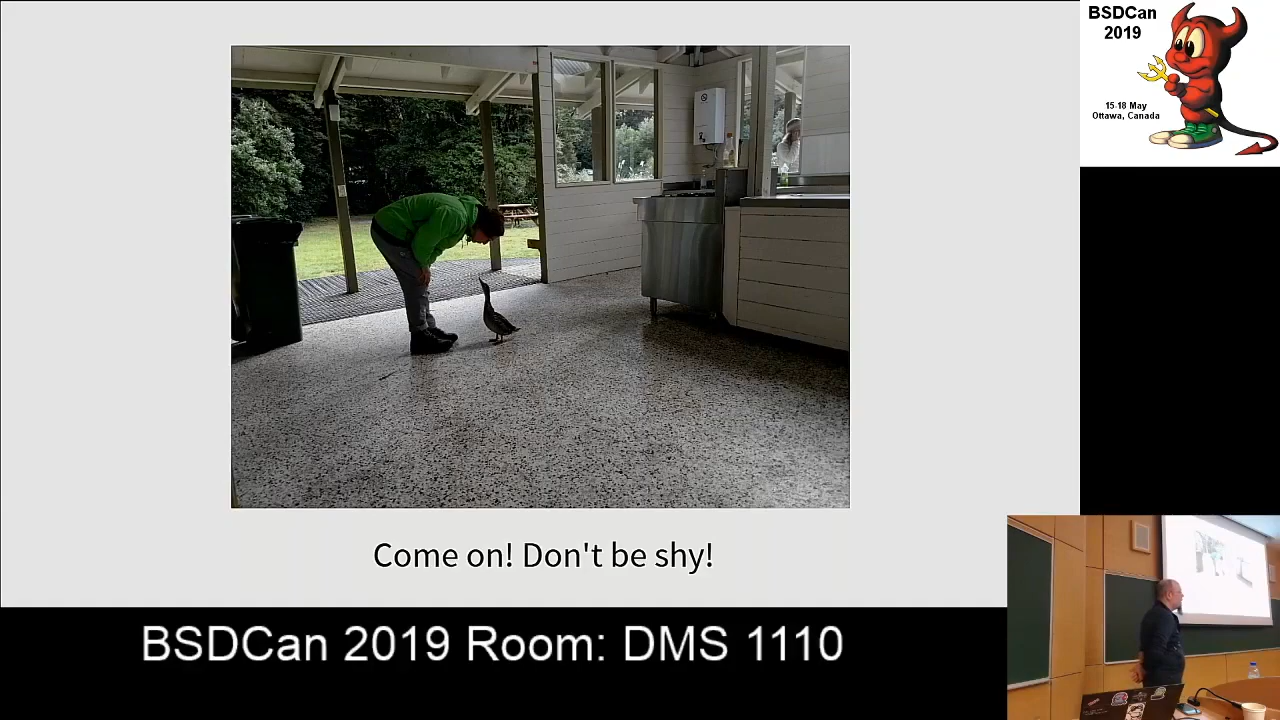 BSDCan
2019
15-18 May
Ottawa, Canada
Come on! Don't be shy!
BSDCan 2019 Room: DMS 1110